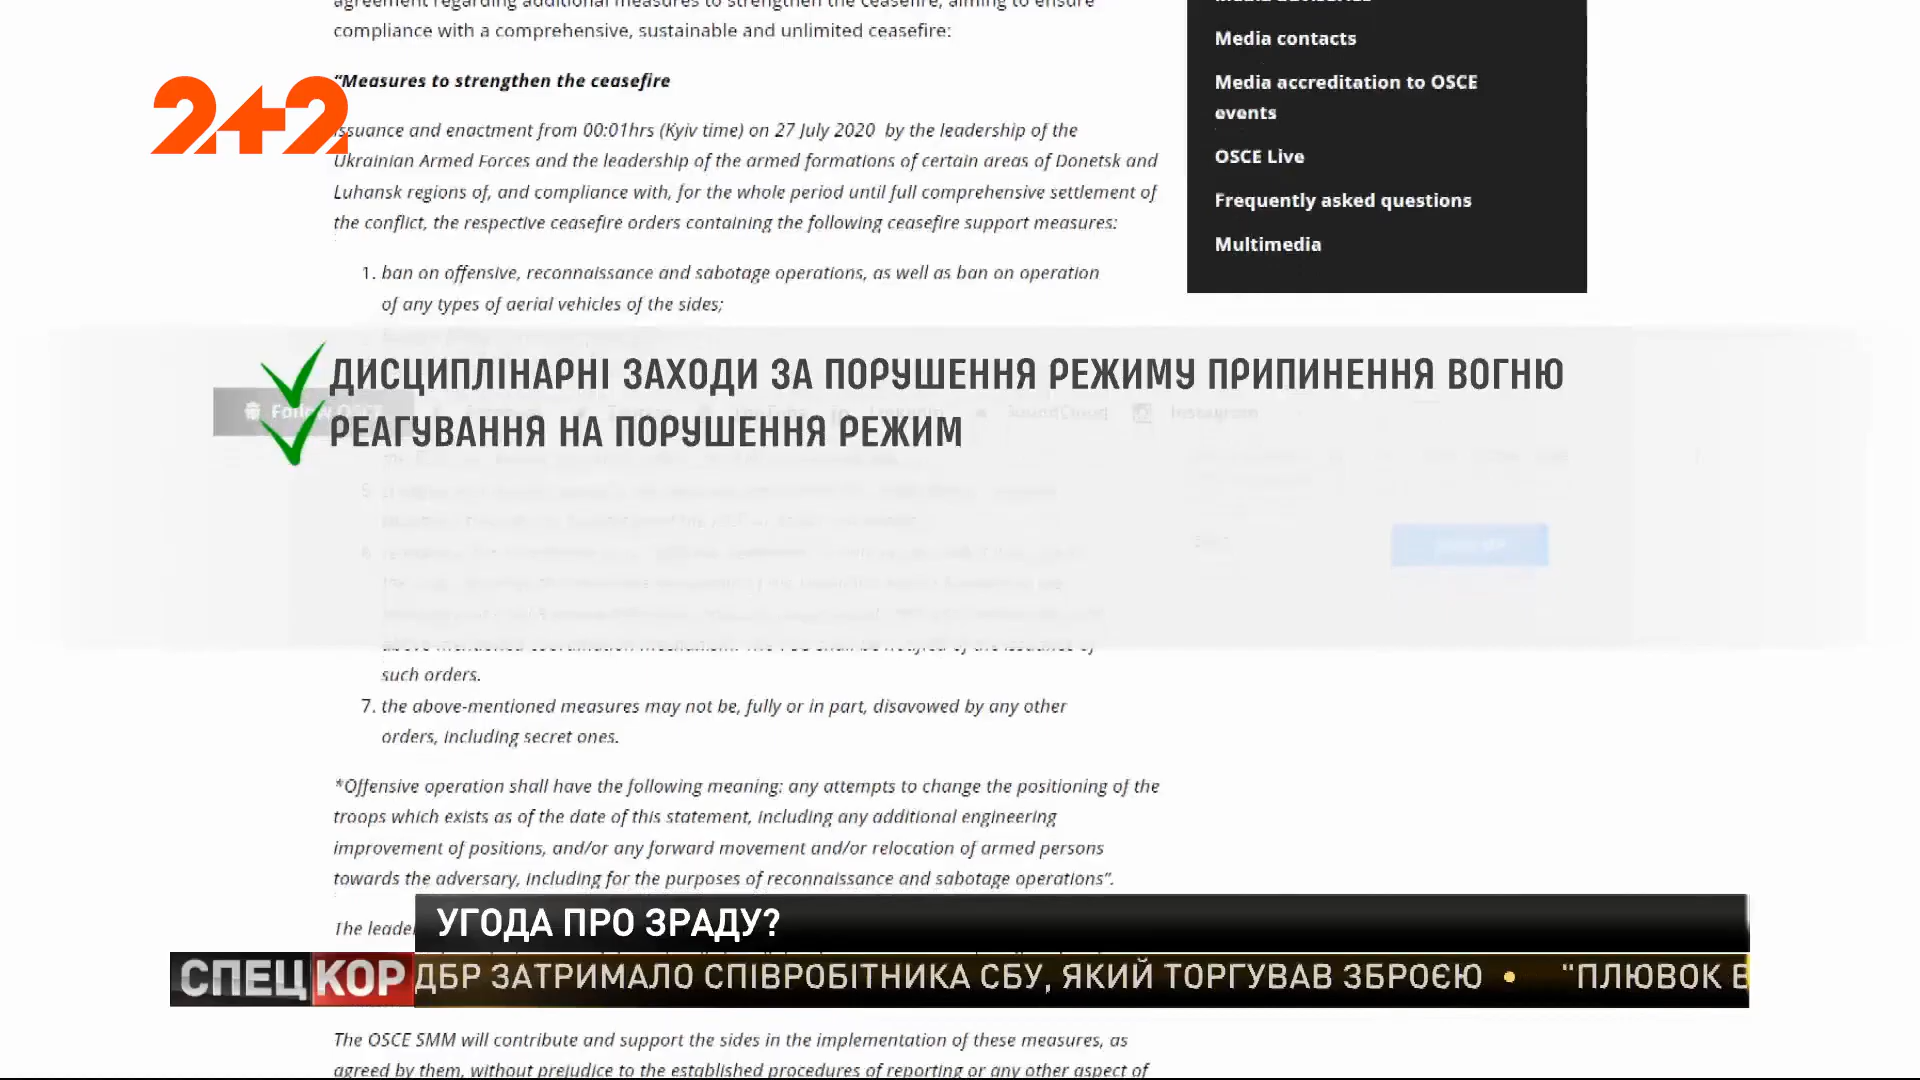 agreement regarding additional measures to strengthen the ceasefire, aiming to ensure
compliance with a comprehensive, sustainable and unlimited ceasefire:
"Measures to strengthen the ceasefire
2+2
Issuance and enactment from 00:01hrs (Kyiv time) on 27 July 2020 by the leadership of the
Ukrainian Armed Forces and the leadership of the armed formations of certain areas of Donetsk and
Luhansk regions of, and compliance with, for the whole period until full comprehensive settlement of
the conflict, the respective ceasefire orders containing the following ceasefire support measures:
1. ban on offensive, reconnaissance and sabotage operations, as well as ban on operation
of any types of aerial vehicles of the sides;
Media advisories
Media contacts
Media accreditation to OSCE
events
OSCE Live
Frequently asked questions
Multimedia
ДИСЦИПЛІНАРНІ ЗАХОДИ ЗА ПОРУШЕННЯ РЕЖИМУ ПРИПИНЕННЯ ВОГНЮ
РЕАГУВАННЯ НА ПОРУШЕННЯ РЕЖИМ
Follow OSCE Instagram
5.
6.
such orders.
7. the above-mentioned measures may not be, fully or in part, disavowed by any other
orders, including secret ones.
*Offensive operation shall have the following meaning: any attempts to change the positioning of the
troops which exists as of the date of this statement, including any additional engineering
improvement of positions, and/or any forward movement and/or relocation of armed persons
towards the adversary, including for the purposes of reconnaissance and sabotage operations".
The
УГОДА ПРО ЗРАДУ?
СПЕЦКОР
ДБР ЗАТРИМАЛО СПІВРОБІТНИКА СБУ, ЯКИЙ ТОРГУВАВ ЗБРОЄЮ • "ПЛЮВОК В
The OSCE SMM will contribute and support the sides in the implementation of these measures, as
agreed by them, without prejudice to the established procedures of reporting or any other aspect of